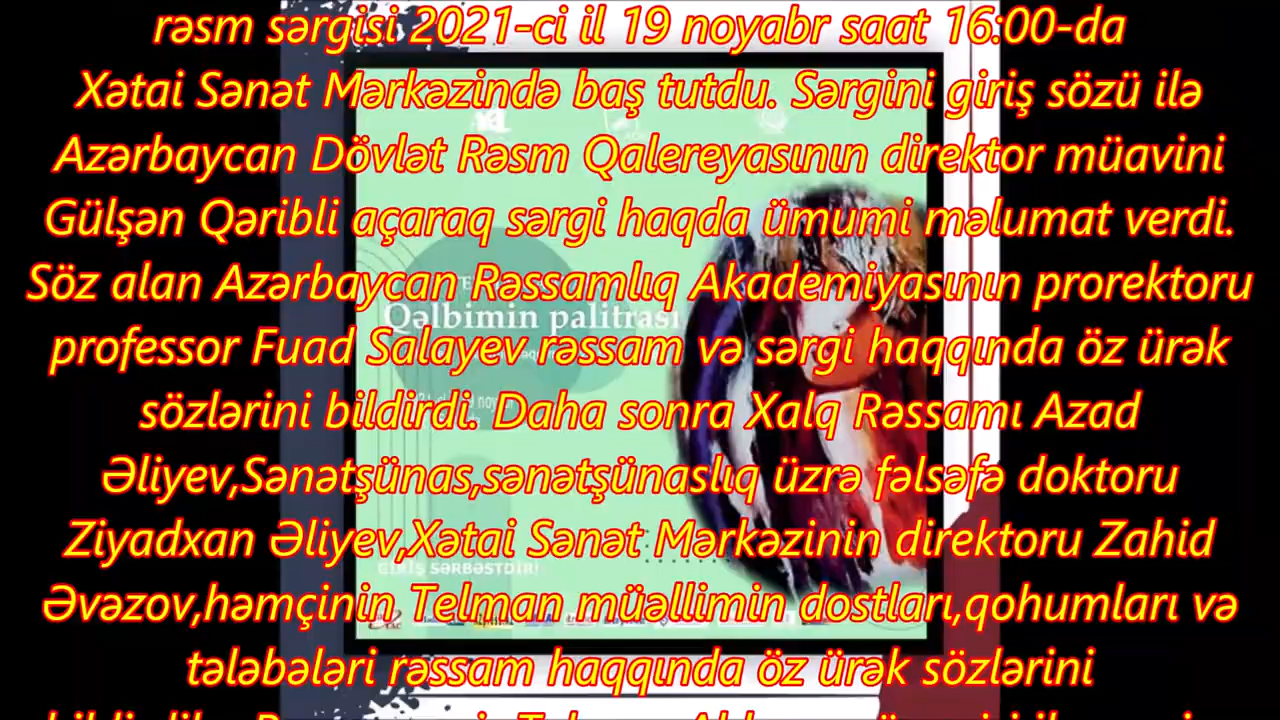 rəsm sərgisi 2021-ci il 19 noyabr saat 16:00-da
Xətai Sənət Mərkəzində baş tutdu. Sərgini giriş sözü ilə
Azərbaycan Dövlət Rəsm Qalereyasının direktor müavini
Gülşən Qəribli açaraq sərgi haqda ümumi məlumat verdi.
Söz alan Azərbaycan Rəssamlıq Akademiyasının prorektoru
professor Fuad Salayev rəssam və sərgi haqqında öz ürək
sözlərini bildirdi. Daha sonra Xalq Rəssamı Azad
Əliyev,Sənətşünas,sənətşünaslıq üzrə fəlsəfə doktoru
Ziyadxan Əliyev,Xətai Sənət Mərkəzinin direktoru Zahid
Əvəzov,həmçinin Telman müəllimin dostları,qohumları və
tələbələri rəssam haqqında öz ürək sözlərini
Qəlbimin palitrası
GİRİŞ SƏRBƏSTDİR!